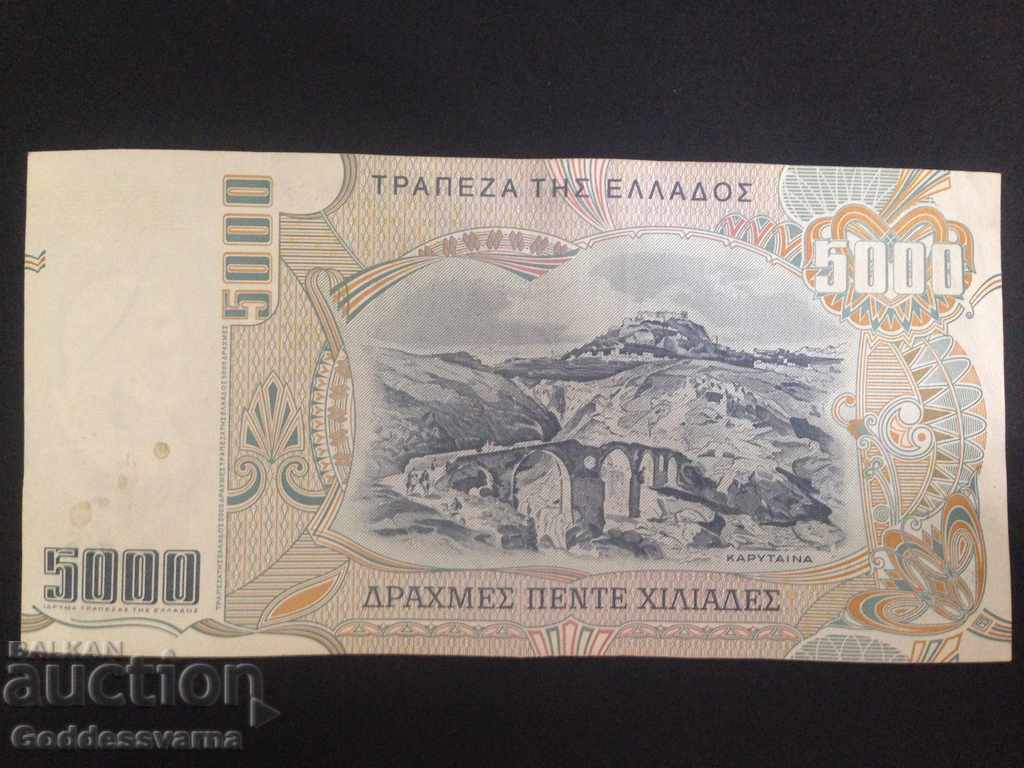 ΤΡΑΠΕΖΑ ΤΗΣ ΕΛΛΑΔΟΣ
5000
5000
ΚΑΡΥΤΑΙΝΑ
ΔΡΑΧΜΕΣ ΠΕΝΤΕ ΧΙΛΙΑΔΕΣ
5000
ΙΔΡΥΜΑ ΤΡΑΠΕΖΑΣ ΤΗΣ ΕΛΛΑΔΟΣ
BALKAN
auction
Goddessvarna